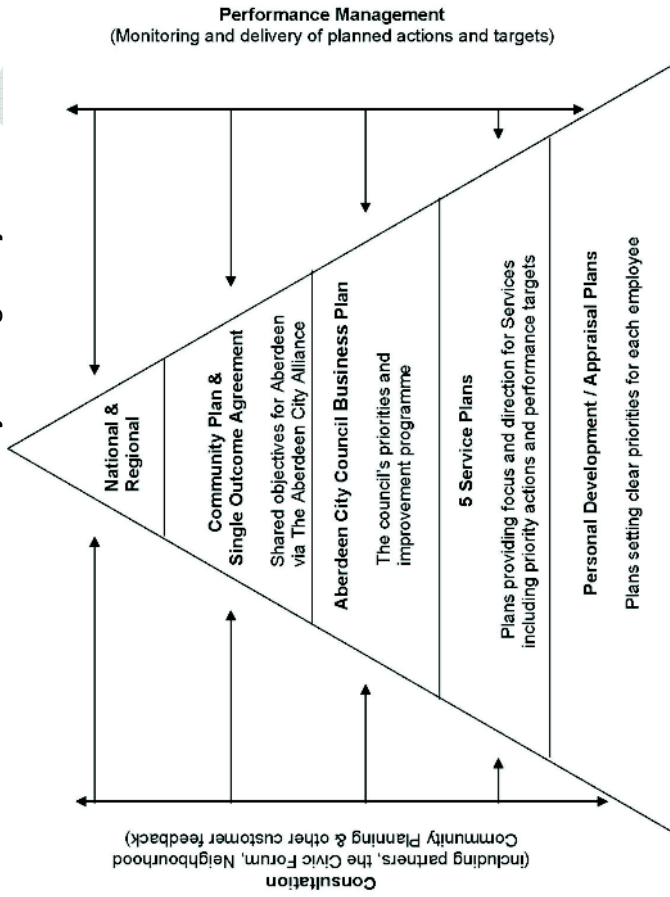 Performance Management
(Monitoring and delivery of planned actions and targets)
National &
Regional
Community Plan &
Single Outcome Agreement
Shared objectives for Aberdeen
via The Aberdeen City Alliance
Aberdeen City Council Business Plan
The council's priorities and
improvement programme
5 Service Plans
Plans providing focus and direction for Services
including priority actions and performance targets
Personal Development / Appraisal Plans
Plans setting clear priorities for each employee
Consultation
(including partners, the Civic Forum, Neighbourhood
Community Planning & other customer feedback)